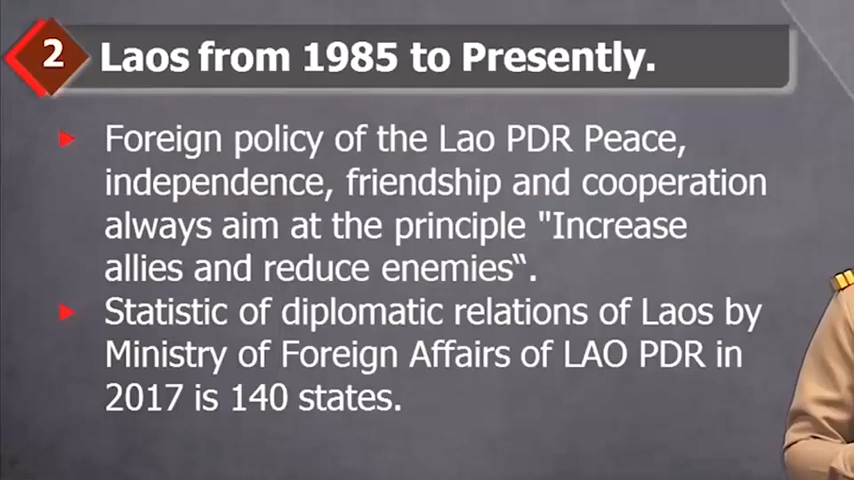 2
Laos from 1985 to Presently.
Foreign policy of the Lao PDR Peace,
independence, friendship and cooperation
always aim at the principle "Increase
allies and reduce enemies“.
Statistic of diplomatic relations of Laos by
Ministry of Foreign Affairs of LAO PDR in
2017 is 140 states.